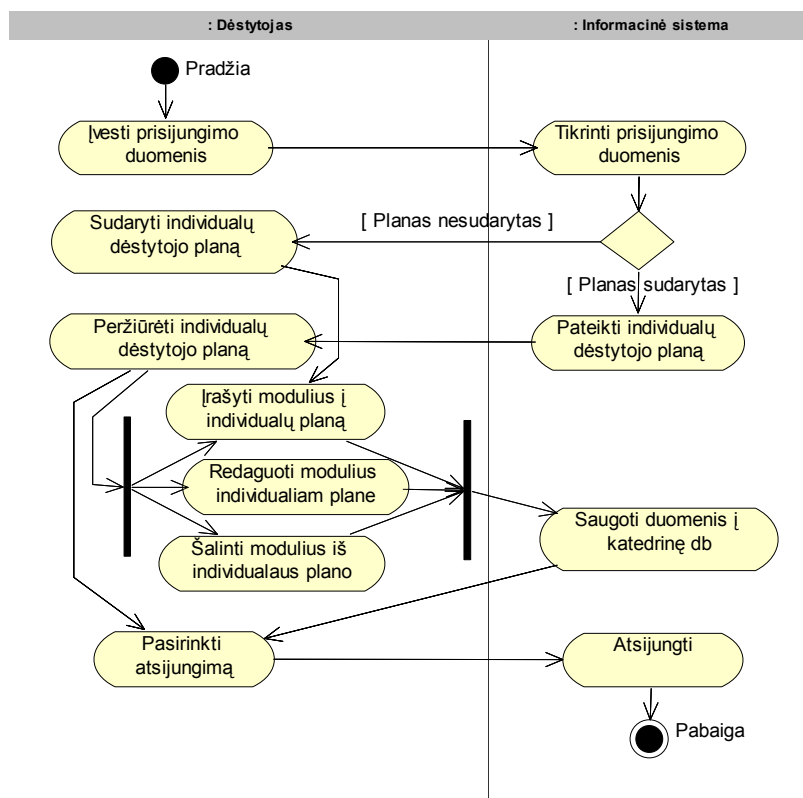 : Dėstytojas
: Informacinė sistema
Pradžia
Įvesti prisijungimo
duomenis
Tikrinti prisijungimo
duomenis
Sudaryti individualų
dėstytojo planą
[ Planas nesudarytas ]
[ Planas sudarytas ]
Peržiūrėti individualų
dėstytojo planą
Pateikti individualų
dėstytojo planą
Įrašyti modulius į
individualų planą
Redaguoti modulius
individualiam plane
Šalinti modulius iš
individualaus plano
Saugoti duomenis į
katedrinę db
Pasirinkti
atsijungimą
Atsijungti
Pabaiga